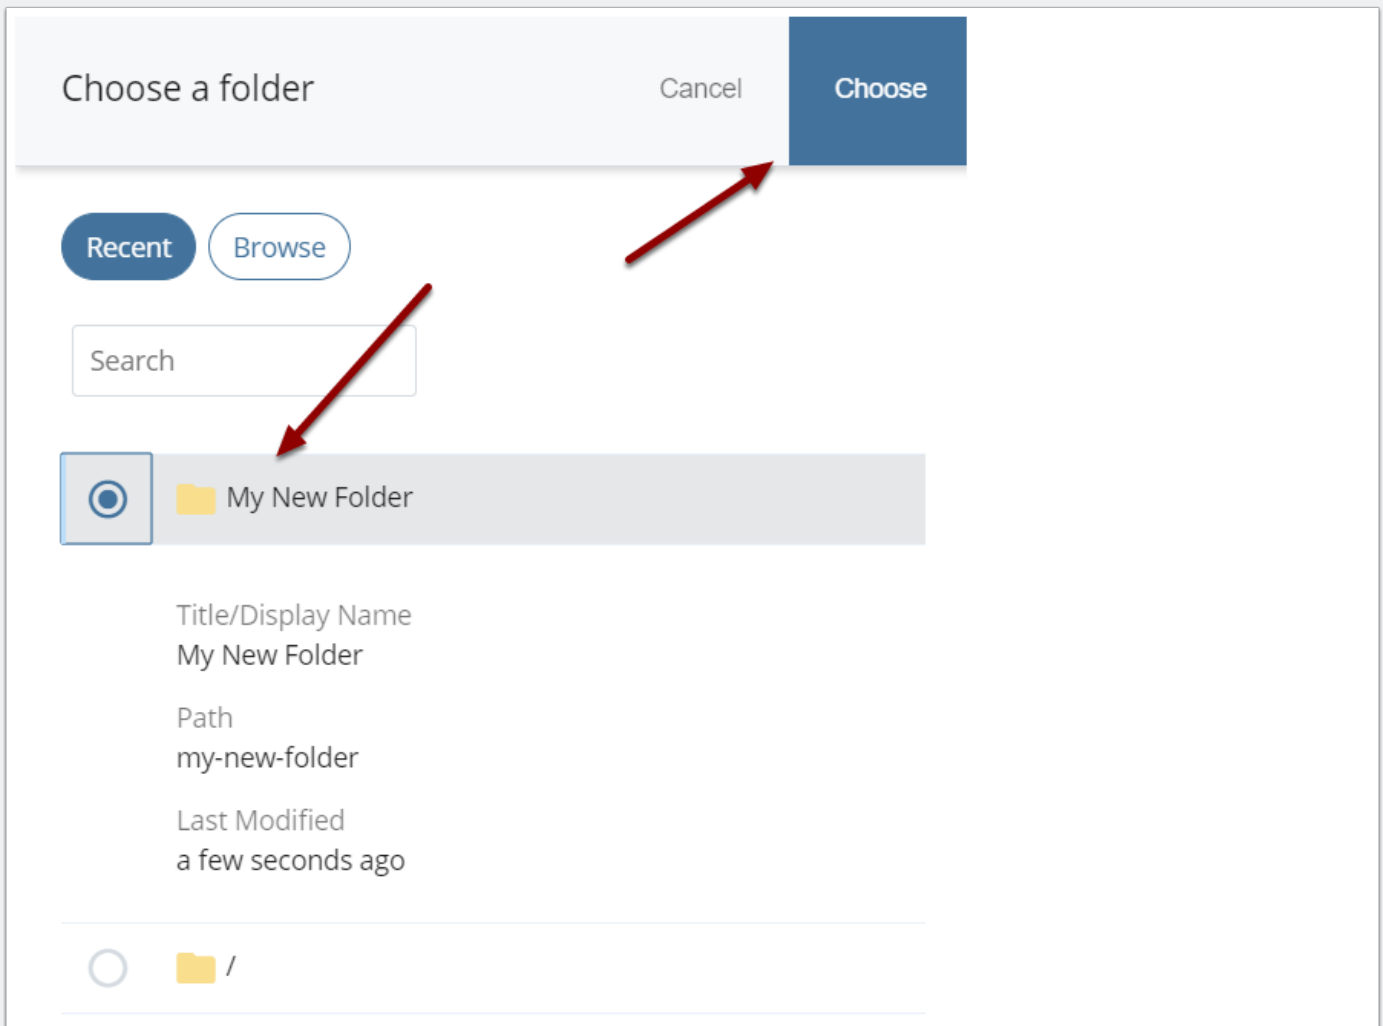 Choose a folder
Cancel
Choose
Recent
Browse
Search
My New Folder
Title/Display Name
My New Folder
Path
my-new-folder
Last Modified
a few seconds ago
/